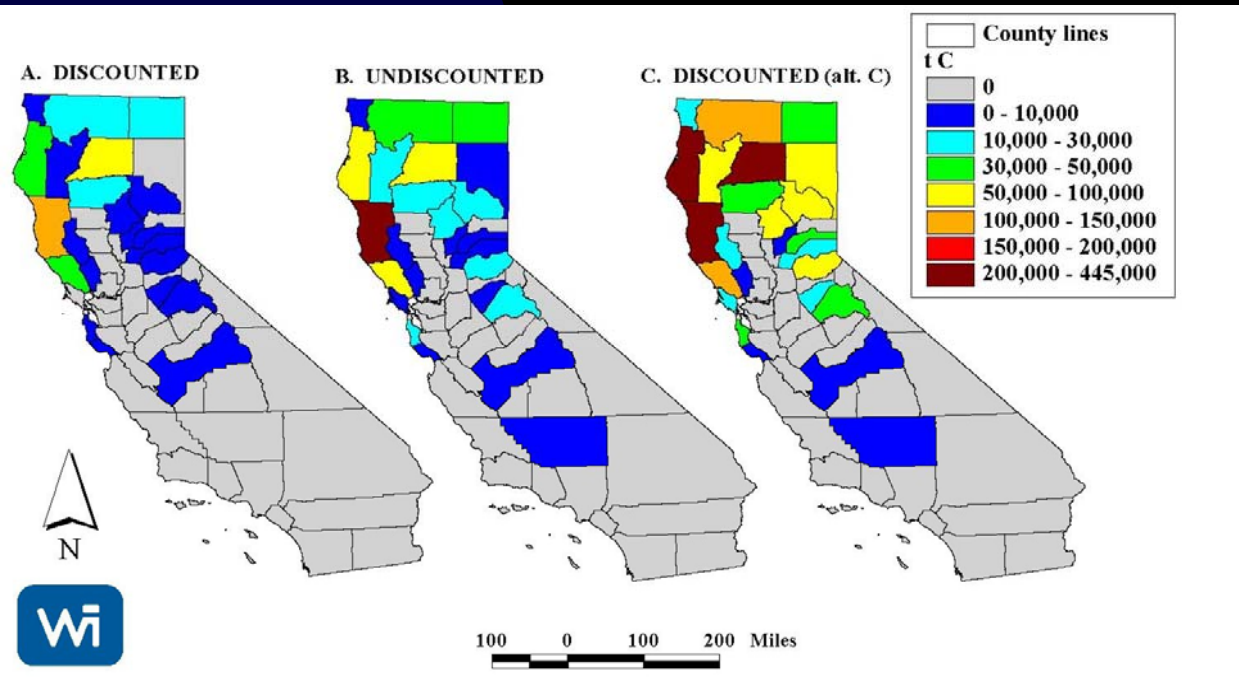 A. DISCOUNTED
B. UNDISCOUNTED
C. DISCOUNTED (alt. C)
County lines
t C
0
0 - 10,000
10,000 - 30,000
30,000 - 50,000
50,000 - 100,000
100,000 - 150,000
150,000 - 200,000
200,000 - 445,000
N
Wi
100 0 100 200 Miles